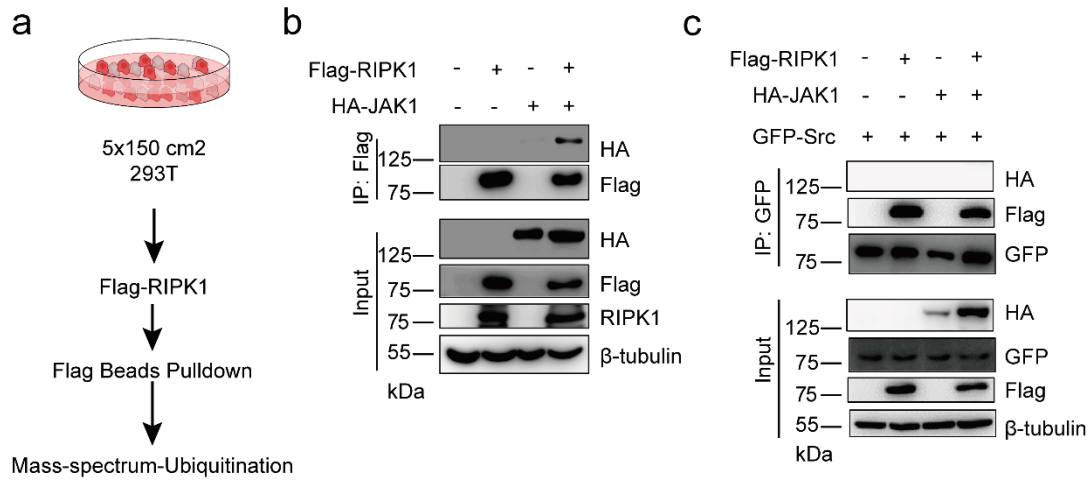 a
5x150 cm2
293T
Flag-RIPK1
Flag Beads Pulldown
Mass-spectrum-Ubiquitination
b
Flag-RIPK1 - + - +
HA-JAK1 - - + +
IP: Flag
125
HA
75
Flag
Input
125
HA
75
Flag
75
RIPK1
55
β-tubulin
kDa
c
Flag-RIPK1 - + - +
HA-JAK1 - - + +
GFP-Src + + + +
IP: GFP
125
HA
75
Flag
75
GFP
Input
125
HA
75
GFP
75
Flag
55
β-tubulin
kDa